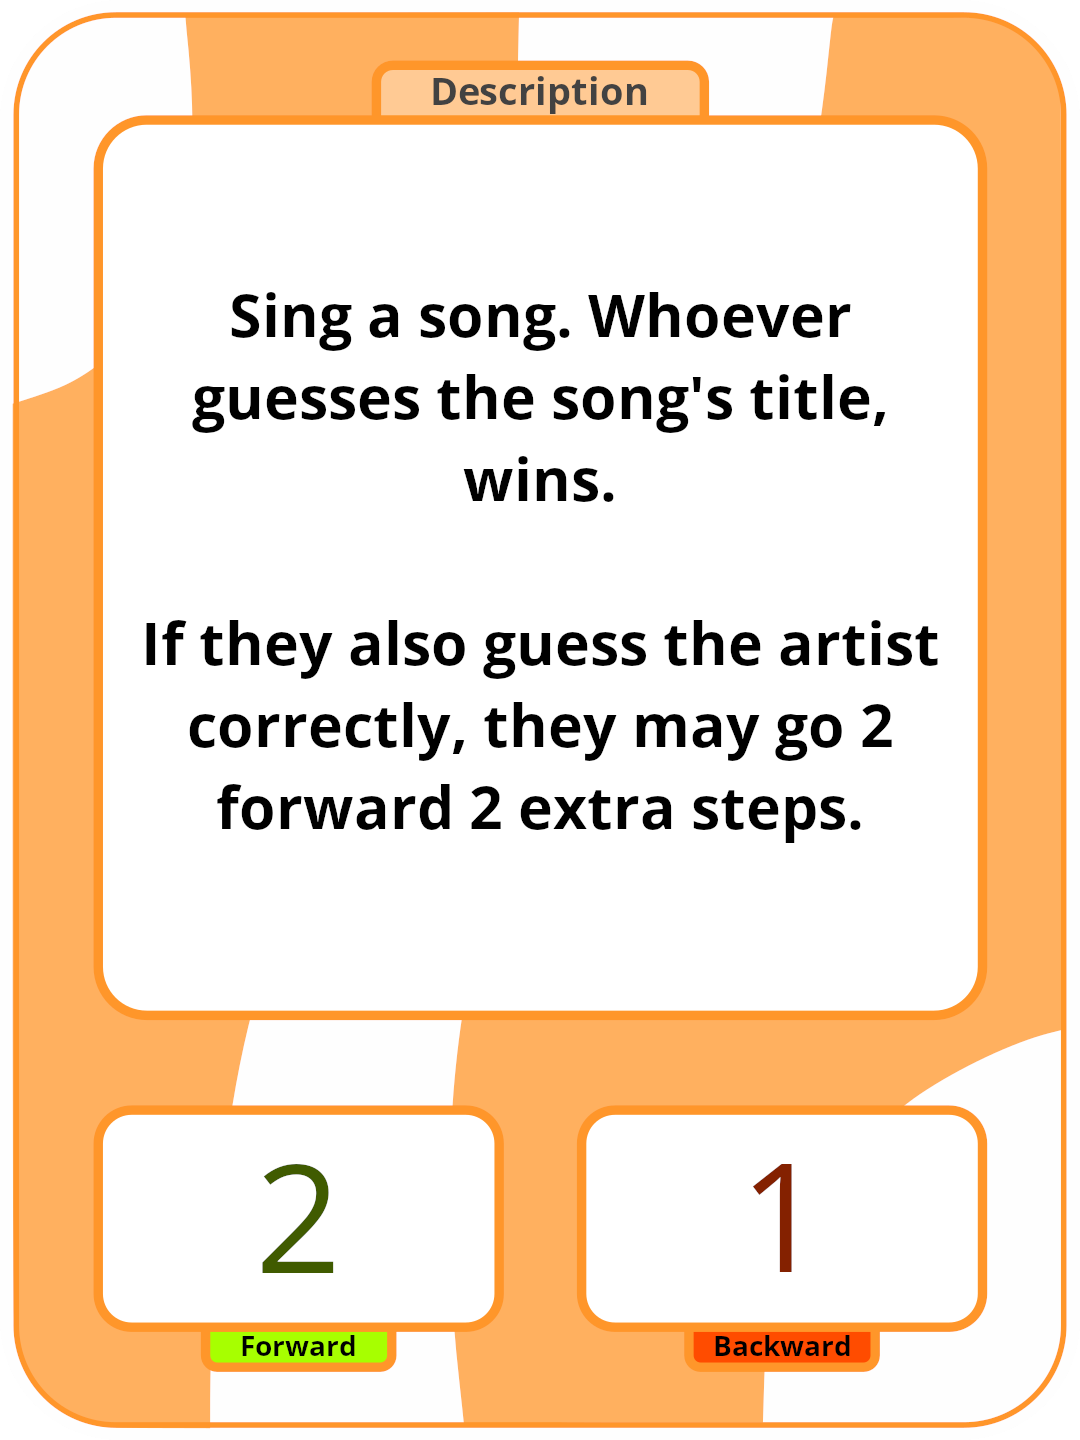 Description
Sing a song. Whoever
guesses the song's title,
wins.
If they also guess the artist
correctly, they may go 2
forward 2 extra steps.
2
1
Forward
Backward